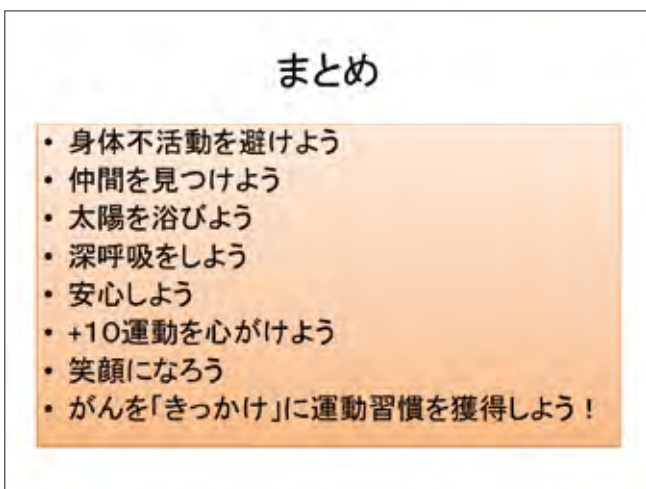 まとめ
• 身体不活動を避けよう
• 仲間を見つけよう
• 太陽を浴びよう
• 深呼吸をしよう
• 安心しよう
• +10運動を心がけよう
• 笑顔になろう
• がんを「きっかけ」に運動習慣を獲得しよう！